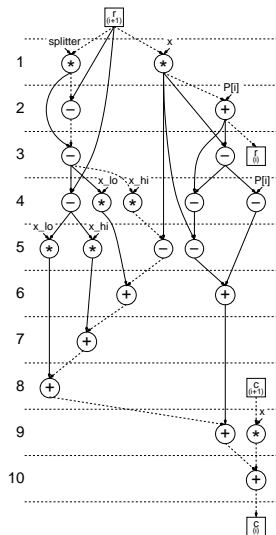 r
(i+1)
splitter x
1 * *
P[i]
2 − +
3 − − r
(i)
x_lo x_hi P[i]
4 − * * − −
x_lo x_hi
5 * * − −
6 + +
7 +
8 + c
(i+1)
x
9 + *
10 +
c
(i)